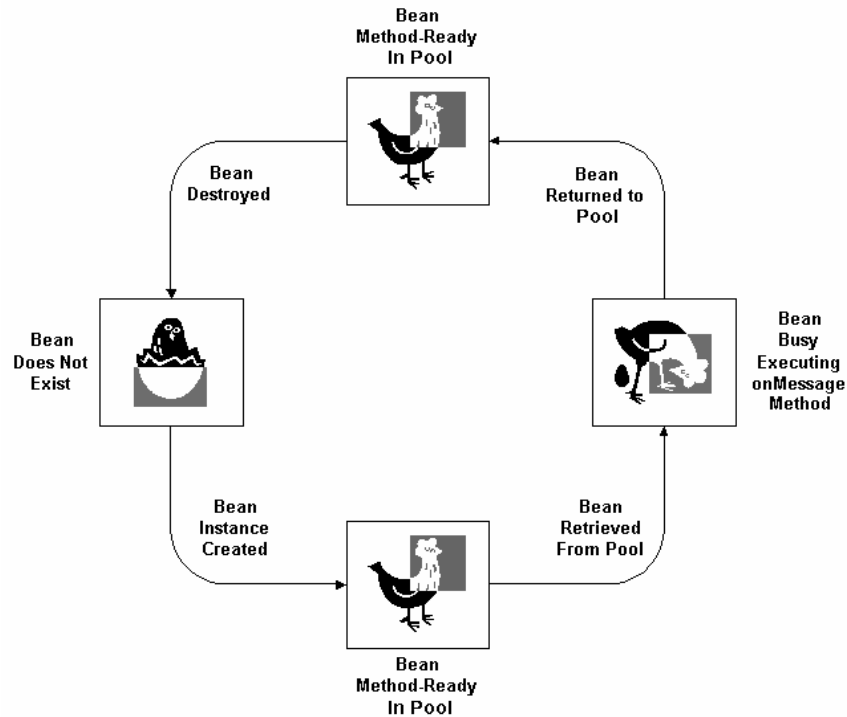 Bean
Method-Ready
In Pool
Bean
Destroyed
Bean
Returned to
Pool
Bean
Does Not
Exist
Bean
Busy
Executing
onMessage
Method
Bean
Instance
Created
Bean
Retrieved
From Pool
Bean
Method-Ready
In Pool